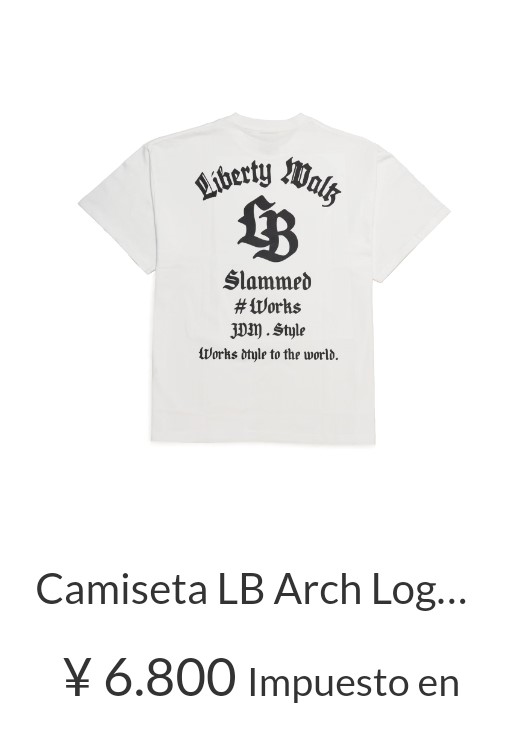 Liberty Walk
LB
Slammed
#Works
JDM . Style
Works dtyle to the world.
Camiseta LB Arch Log...
¥ 6.800 Impuesto en